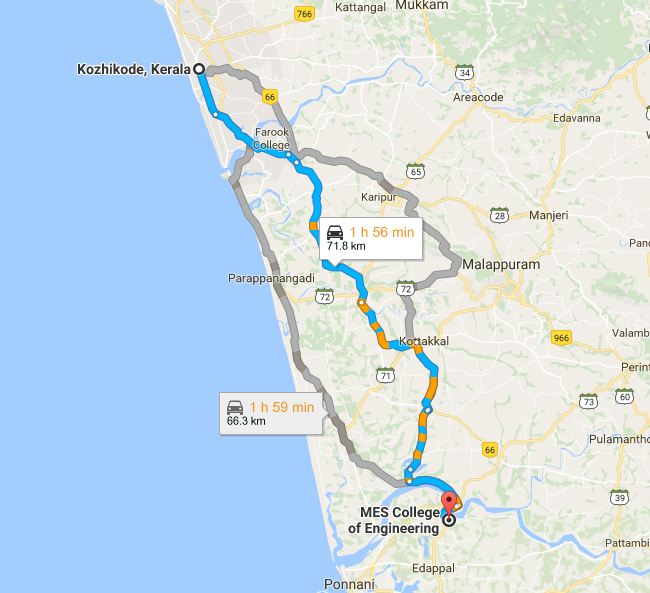 Kattangal
Mukkam
766
Kozhikode, Kerala
34
66
Areacode
Edavanna
Farook
College
65
Karipur
28
Manjeri
1 h 56 min
71.8 km
Pand
Malappuram
Parappanangadi
72
72
Kottakkal
966
Valamb
71
Perint
73
60
1 h 59 min
66.3 km
Pulamantho
66
39
MES College
of Engineering
Pattambi
Edappal
Ponnani